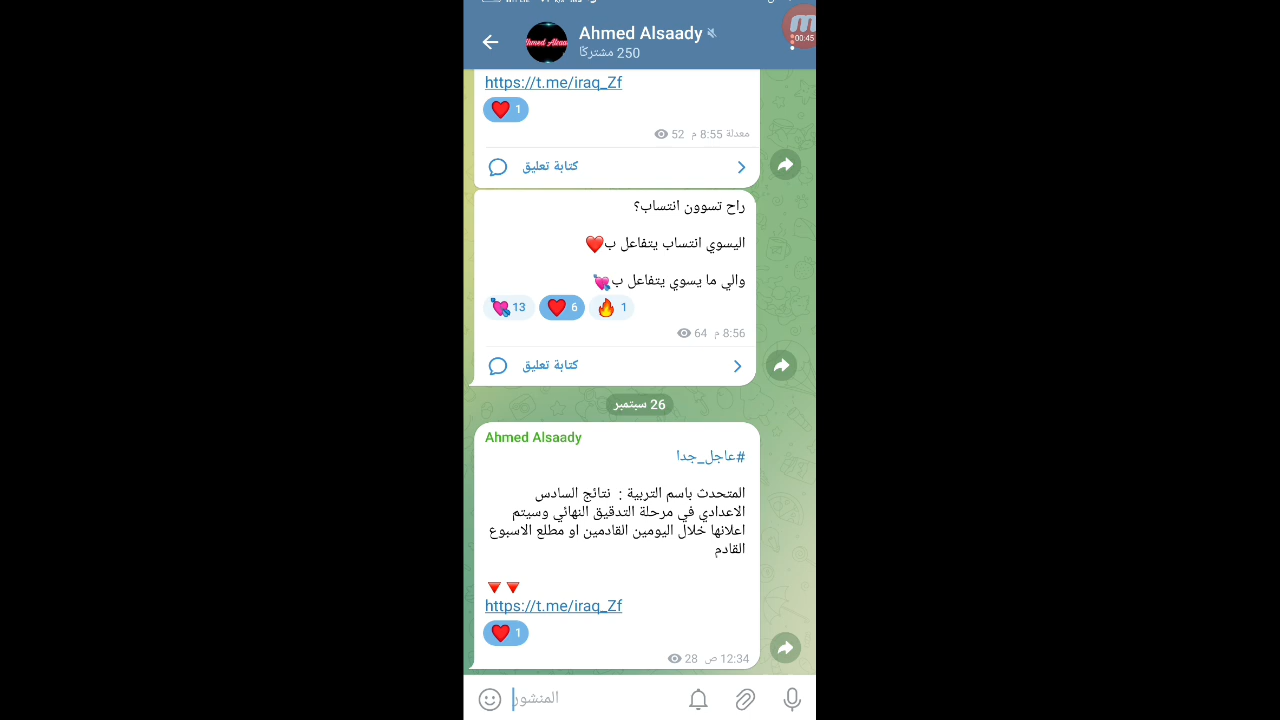 Ahmed Alsaady
250 مشتركًا
00:45
https://t.me/iraq_Zf
❤️ 1
52 8:55 م معدلة
كتابة تعليق
راح تسوون انتساب؟
اليسوي انتساب يتفاعل ب❤️
والي ما يسوي يتفاعل ب💘
💘 13 ❤️ 6 🔥 1
64 8:56 م
كتابة تعليق
26 سبتمبر
Ahmed Alsaady
#عاجل_جدا
المتحدث باسم التربية : نتائج السادس
الاعدادي في مرحلة التدقيق النهائي وسيتم
اعلانها خلال اليومين القادمين او مطلع الاسبوع
القادم
🔻🔻
https://t.me/iraq_Zf
❤️ 1
28 12:34 ص
المنشور